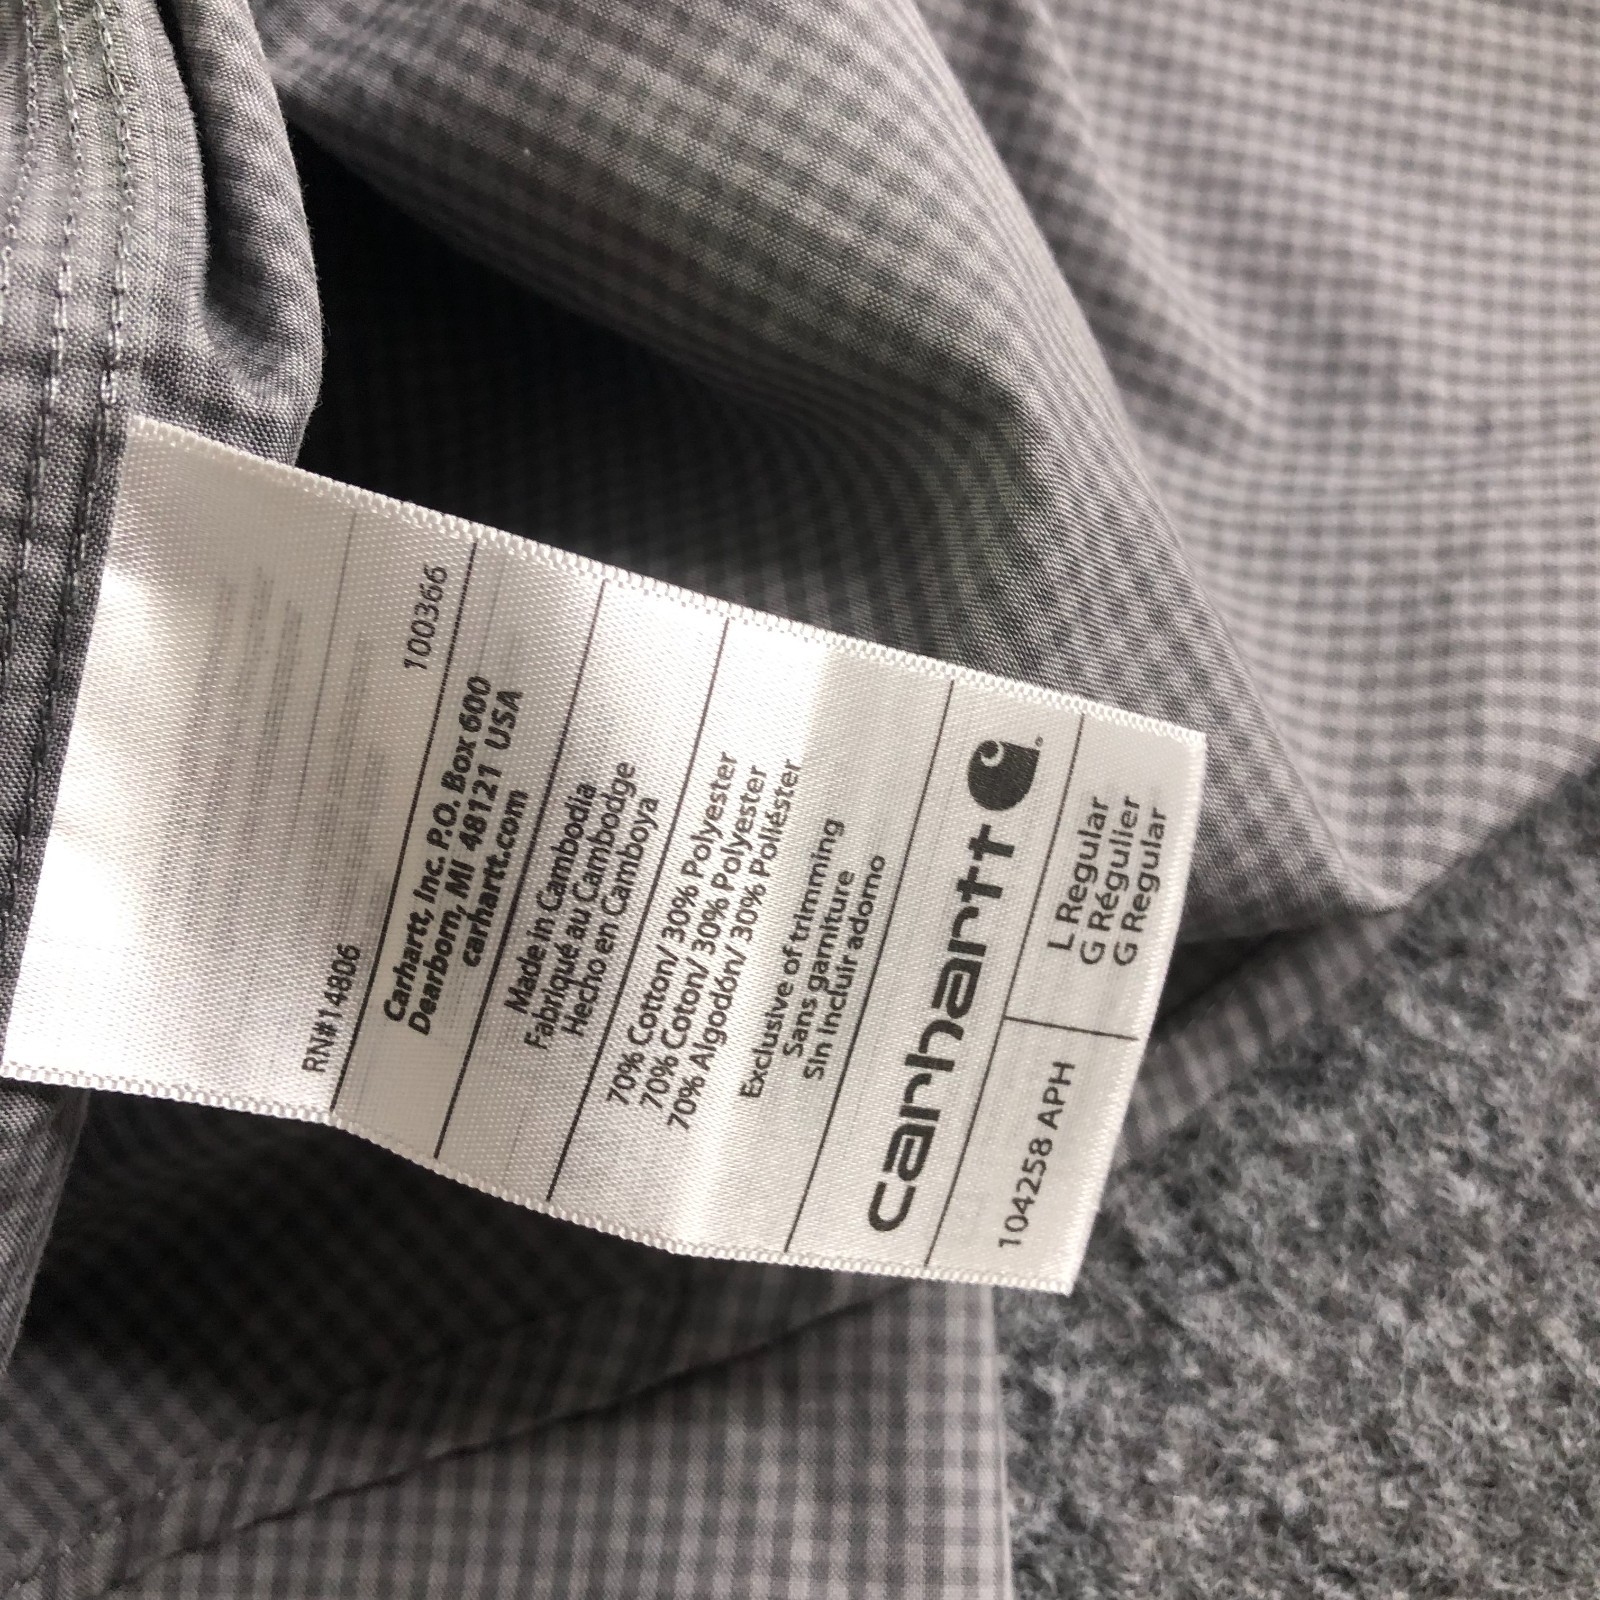 carhartt
104258 APH
L Regular
G Régulier
G Regular
70% Cotton/ 30% Polyester
70% Coton/ 30% Polyester
70% Algodón/ 30% Poliéster
Exclusive of trimming
Sans garniture
Sin incluir adorno
Made in Cambodia
Fabriqué au Cambodge
Hecho en Camboya
Carhartt, Inc. P.O. Box 600
Dearborn, MI 48121 USA
carhartt.com
RN#14806 100366